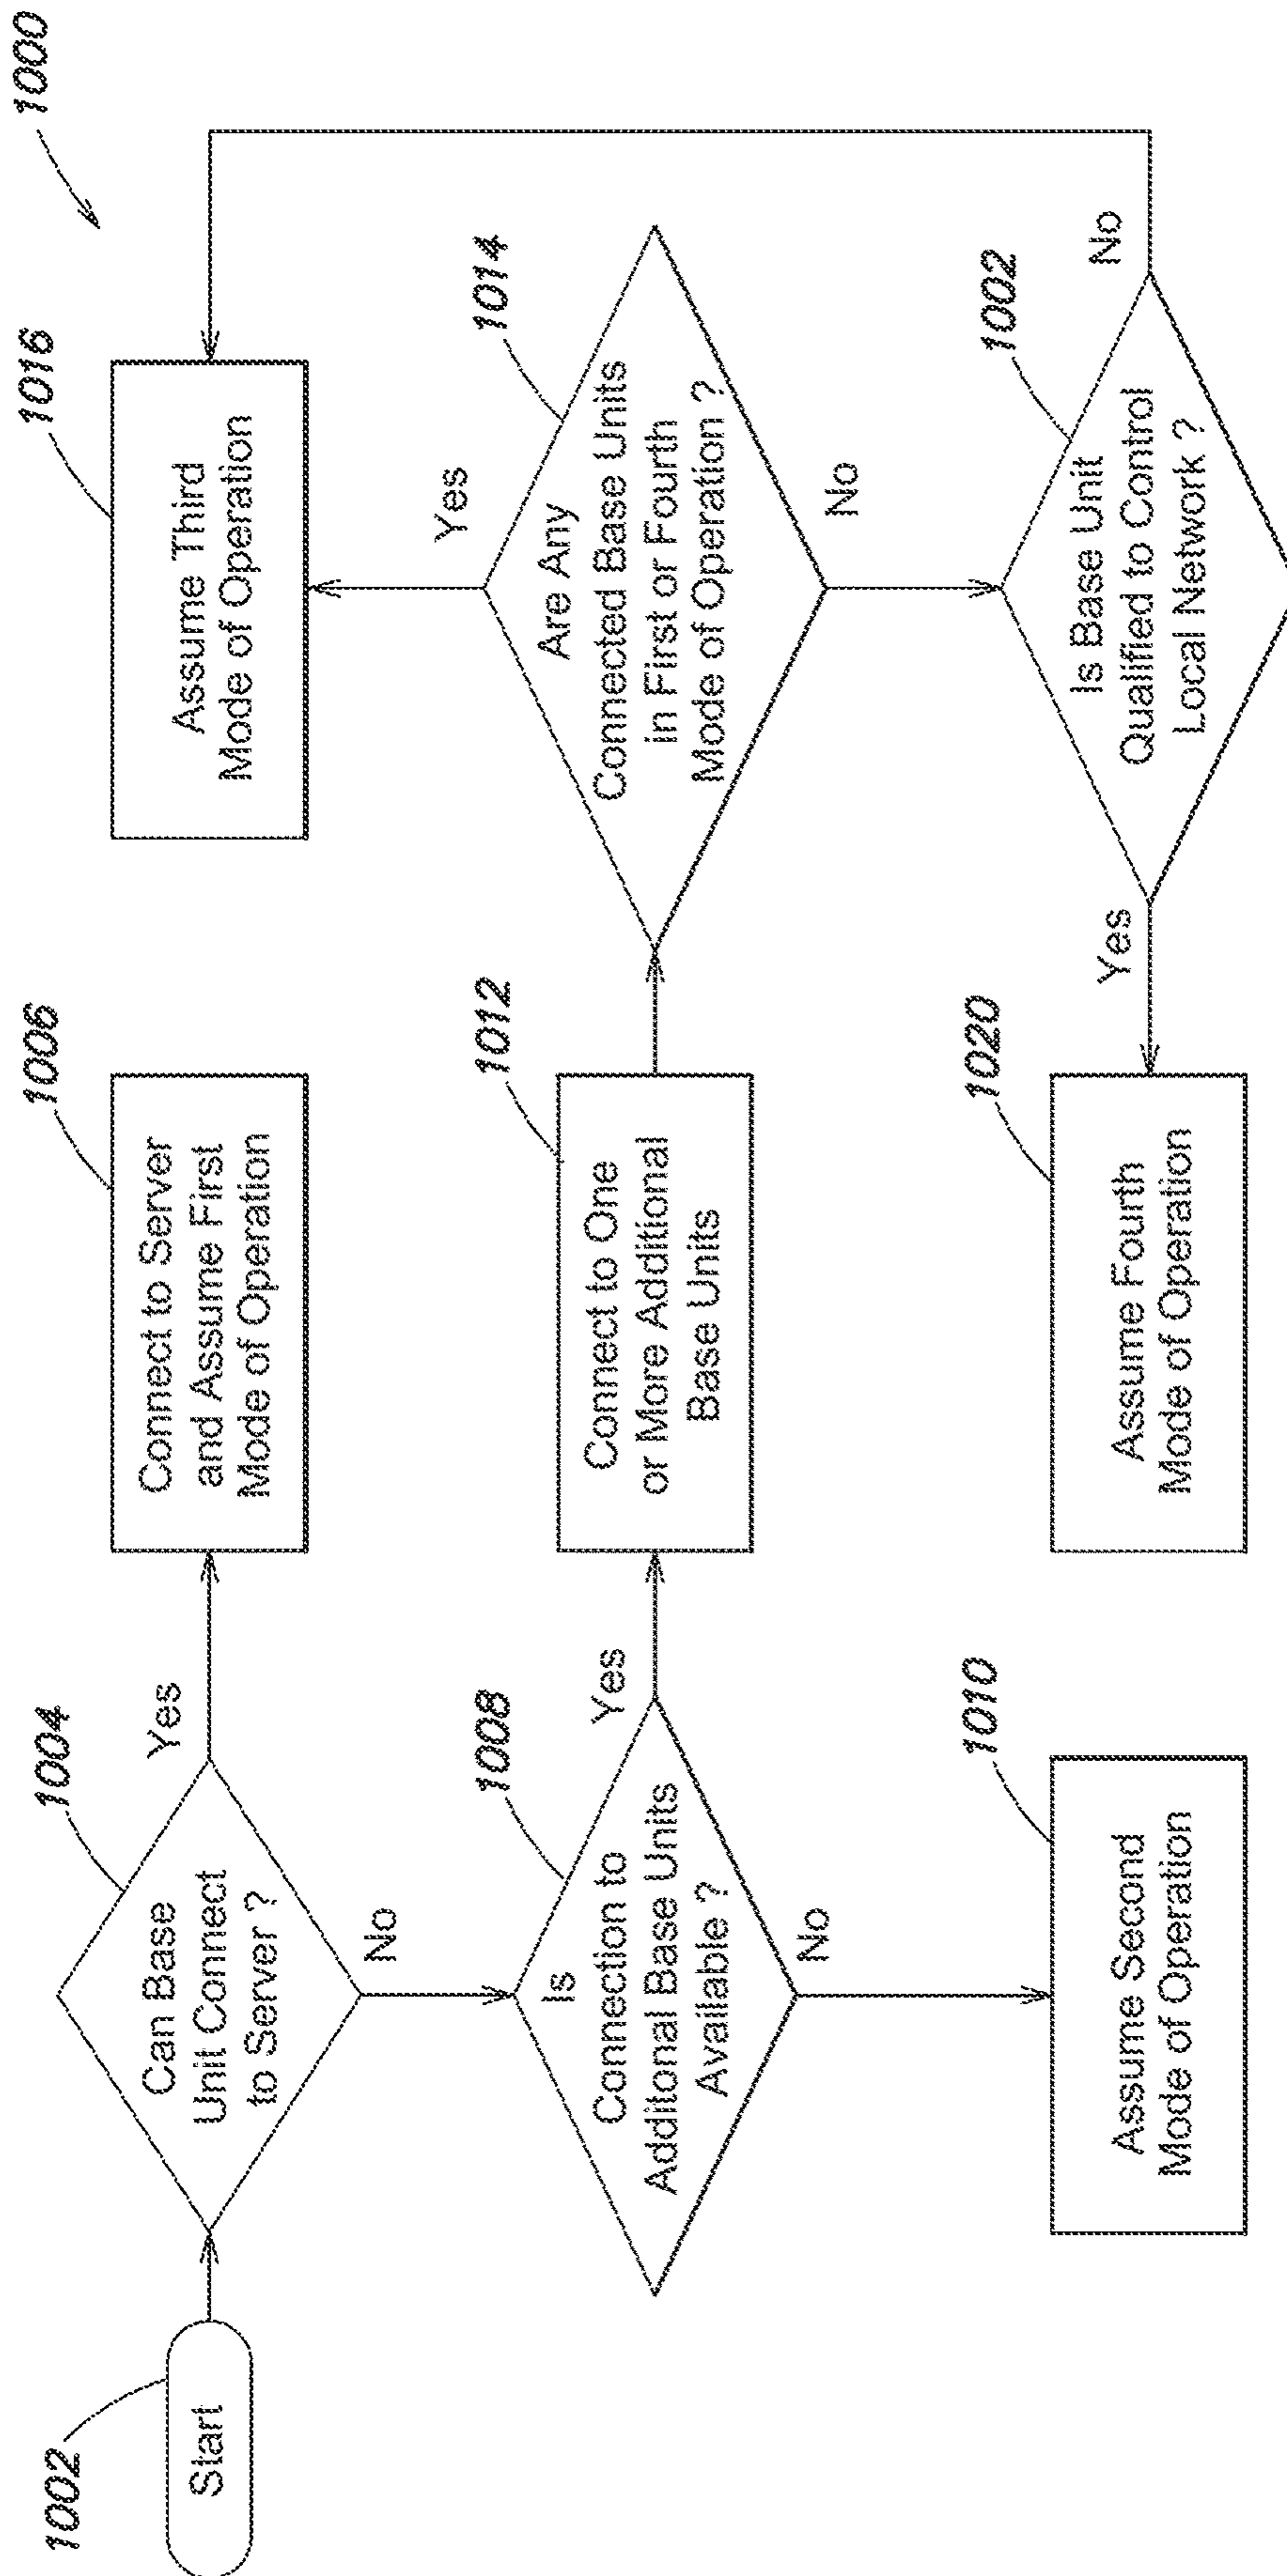 1000
1002
Start
1004
Can Base
Unit Connect
to Server ?
Yes
No
1006
Connect to Server
and Assume First
Mode of Operation
1008
Is
Connection to
Additonal Base Units
Available ?
Yes
No
1010
Assume Second
Mode of Operation
1012
Connect to One
or More Additional
Base Units
1014
Are Any
Connected Base Units
in First or Fourth
Mode of Operation ?
Yes
No
1016
Assume Third
Mode of Operation
1002
Is Base Unit
Qualified to Control
Local Network ?
No
Yes
1020
Assume Fourth
Mode of Operation